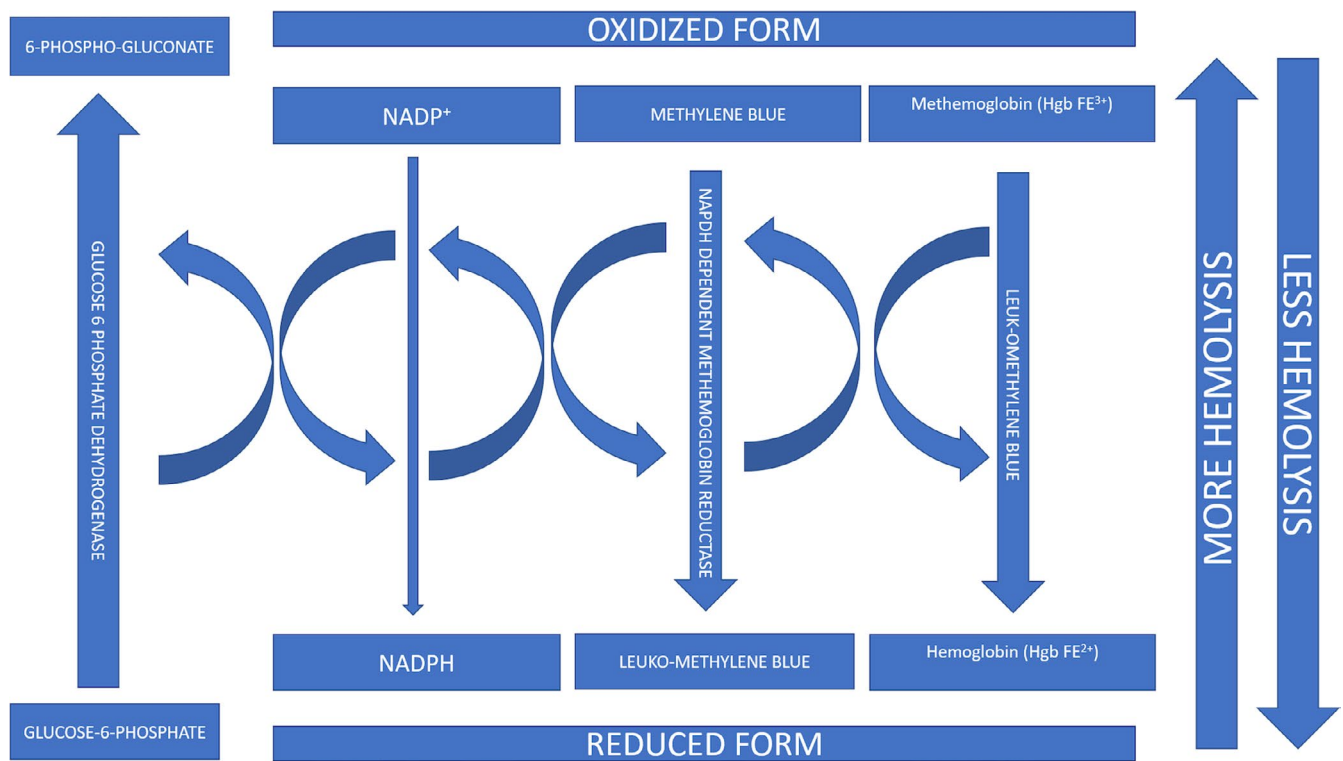 6-PHOSPHO-GLUCONATE
OXIDIZED FORM
NADP⁺
METHYLENE BLUE
Methemoglobin (Hgb FE³⁺)
GLUCOSE 6 PHOSPHATE DEHYDROGENASE
NAPDH DEPENDENT METHEMOGLOBIN REDUCTASE
LEUK-OMETHYLENE BLUE
MORE HEMOLYSIS
LESS HEMOLYSIS
NADPH
LEUKO-METHYLENE BLUE
Hemoglobin (Hgb FE²⁺)
GLUCOSE-6-PHOSPHATE
REDUCED FORM